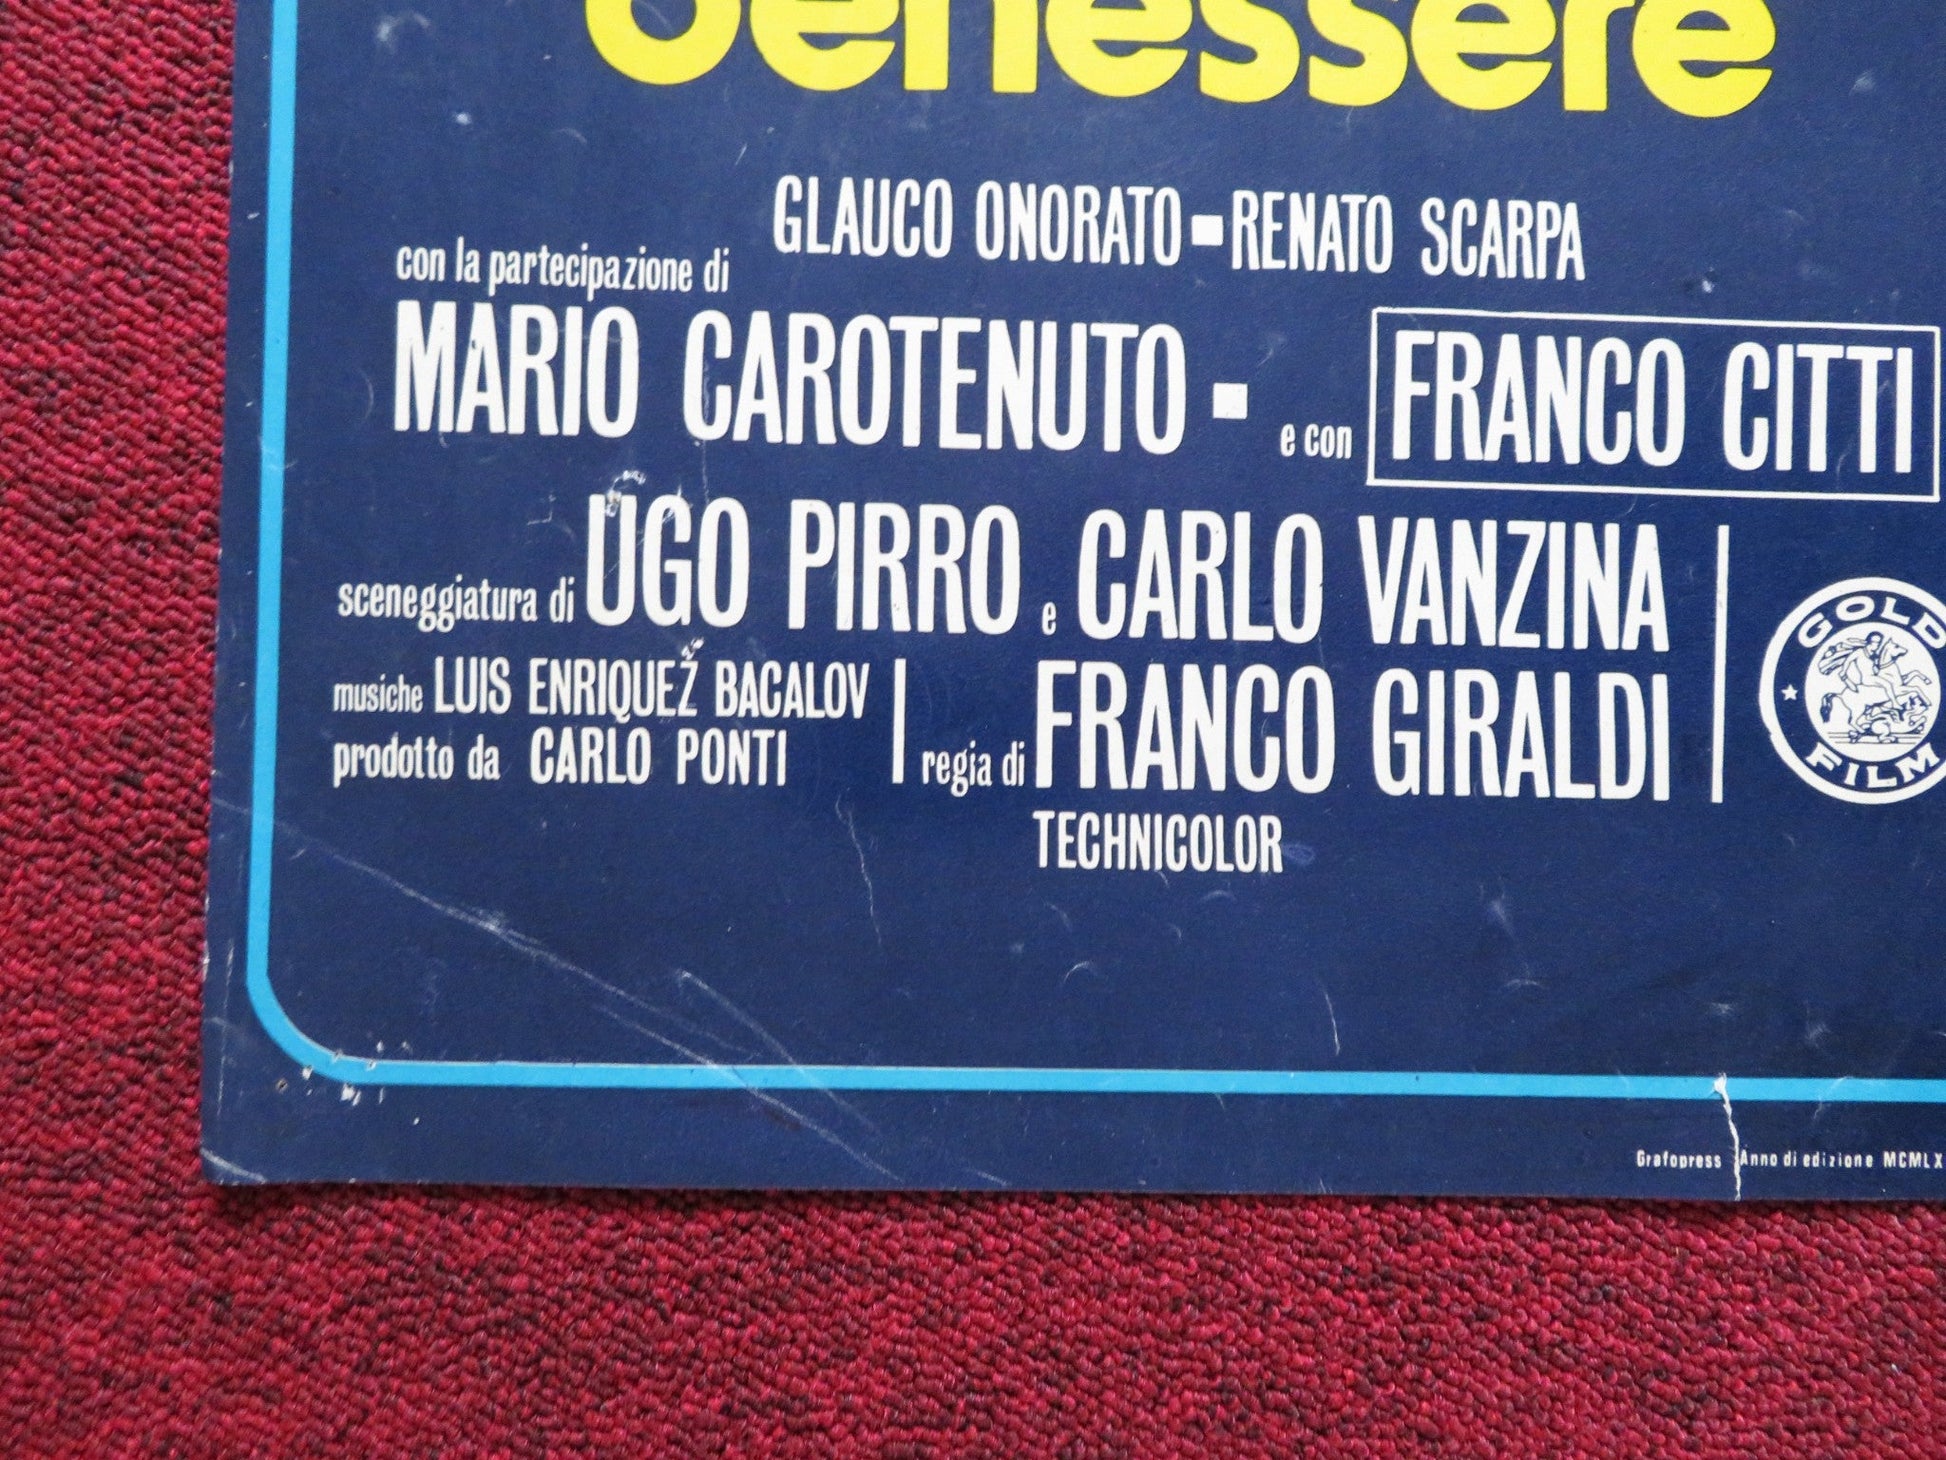 benessere
GLAUCO ONORATO - RENATO SCARPA
con la partecipazione di
MARIO CAROTENUTO - e con FRANCO CITTI
sceneggiatura di UGO PIRRO e CARLO VANZINA
musiche LUIS ENRIQUEZ BACALOV
prodotto da CARLO PONTI
regia di FRANCO GIRALDI
TECHNICOLOR
GOLD FILM
Grafopress Anno di edizione MCMLX